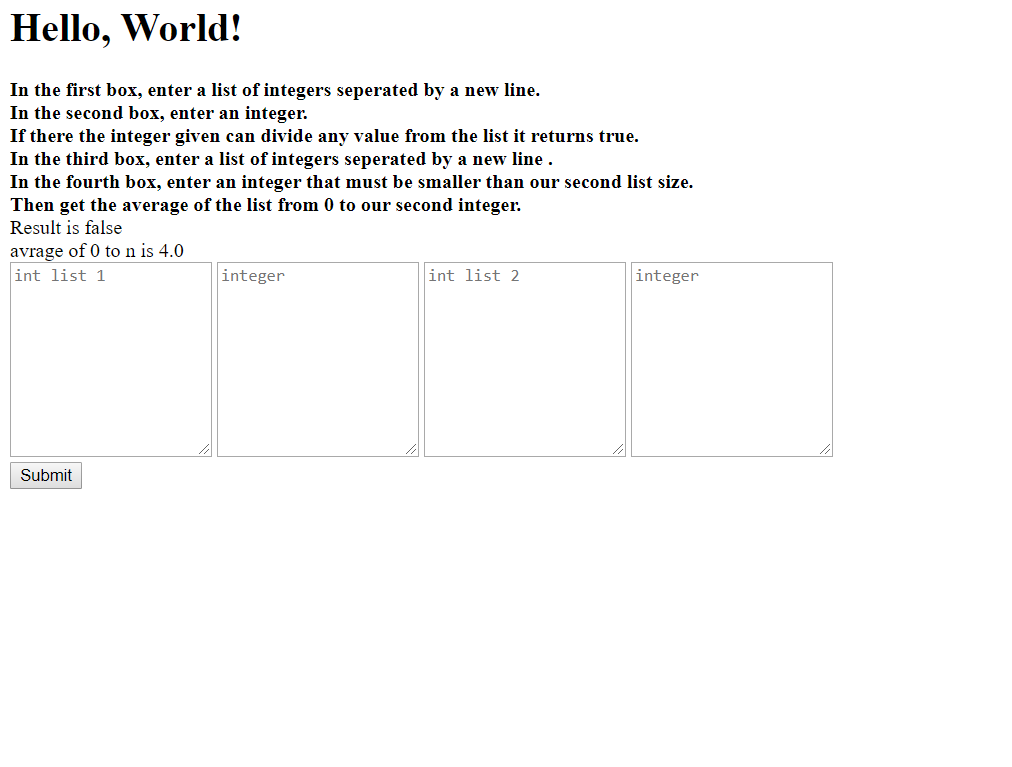 Hello, World!
In the first box, enter a list of integers seperated by a new line.
In the second box, enter an integer.
If there the integer given can divide any value from the list it returns true.
In the third box, enter a list of integers seperated by a new line .
In the fourth box, enter an integer that must be smaller than our second list size.
Then get the average of the list from 0 to our second integer.
Result is false
avrage of 0 to n is 4.0
int list 1 integer int list 2 integer
Submit